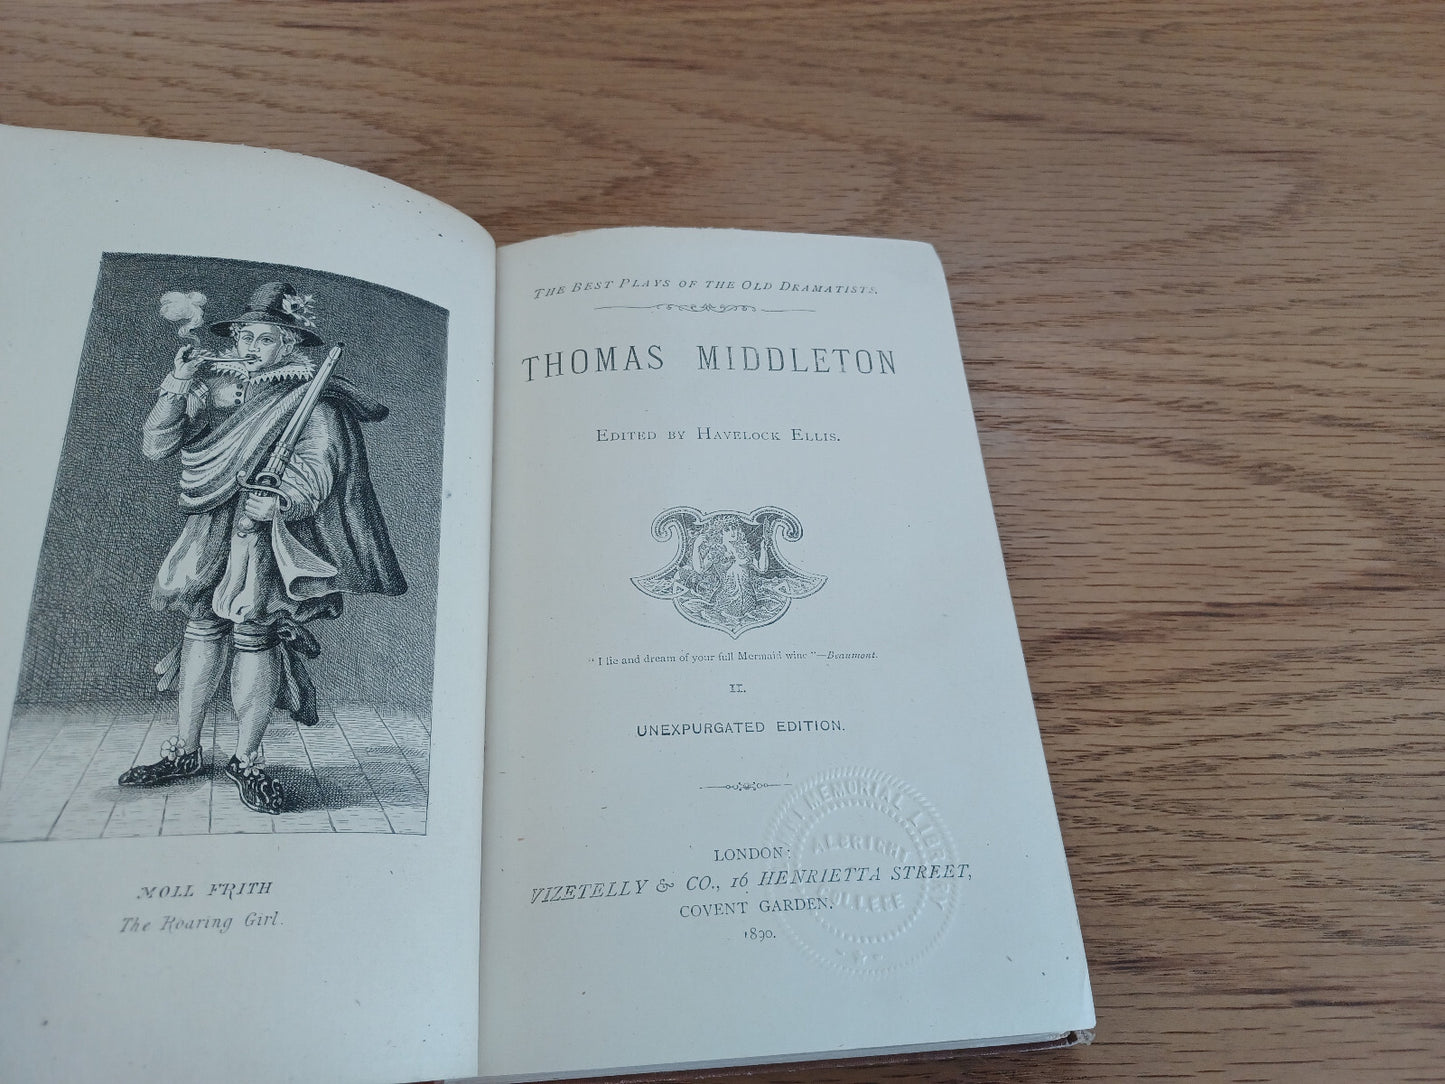 MOLL FRITH
The Roaring Girl.
THE BEST PLAYS OF THE OLD DRAMATISTS.
THOMAS MIDDLETON
EDITED BY HAVELOCK ELLIS.
"I lie and dream of your full Mermaid wine"—Beaumont.
II.
UNEXPURGATED EDITION.
LONDON:
VIZETELLY & CO., 16 HENRIETTA STREET,
COVENT GARDEN.
1890.
MEMORIAL LIBRARY
ALBRIGHT
COLLEGE